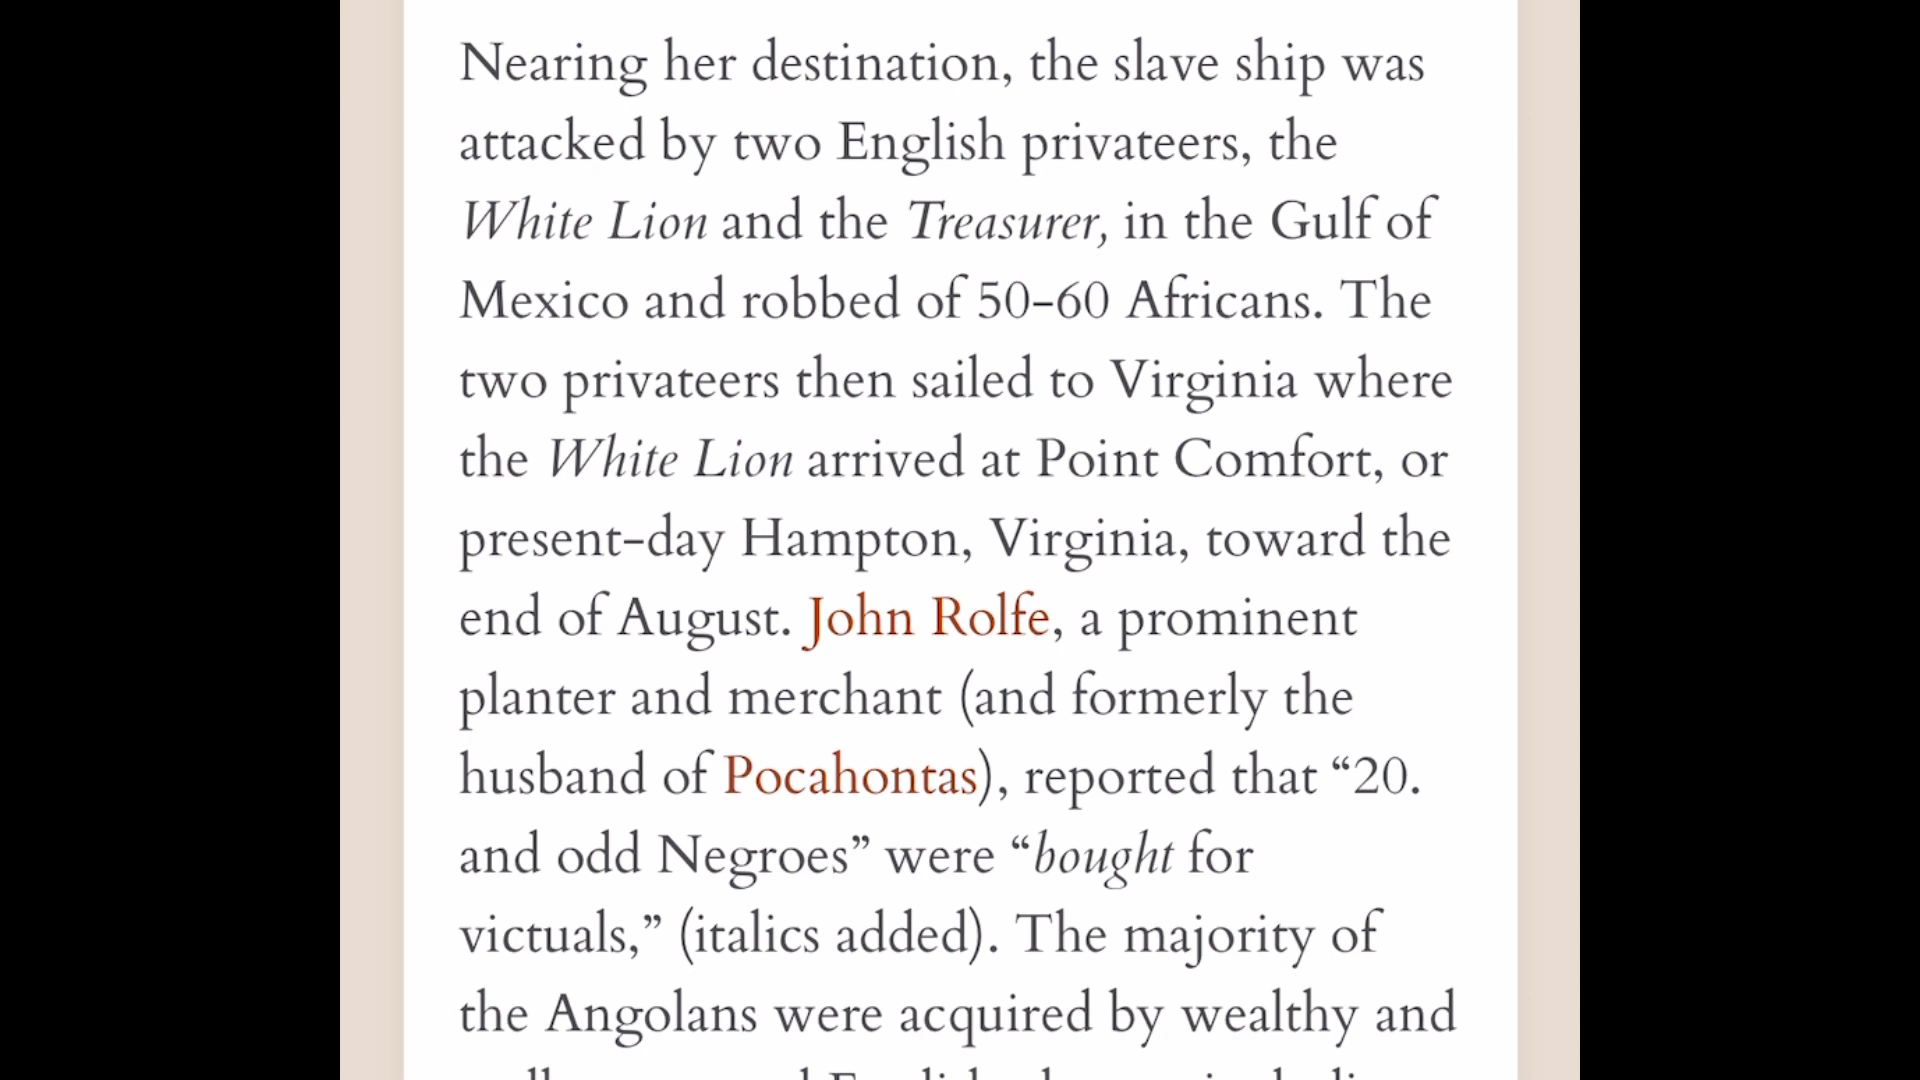 Nearing her destination, the slave ship was
attacked by two English privateers, the
White Lion and the Treasurer, in the Gulf of
Mexico and robbed of 50-60 Africans. The
two privateers then sailed to Virginia where
the White Lion arrived at Point Comfort, or
present-day Hampton, Virginia, toward the
end of August. John Rolfe, a prominent
planter and merchant (and formerly the
husband of Pocahontas), reported that “20.
and odd Negroes” were “bought for
victuals,” (italics added). The majority of
the Angolans were acquired by wealthy and